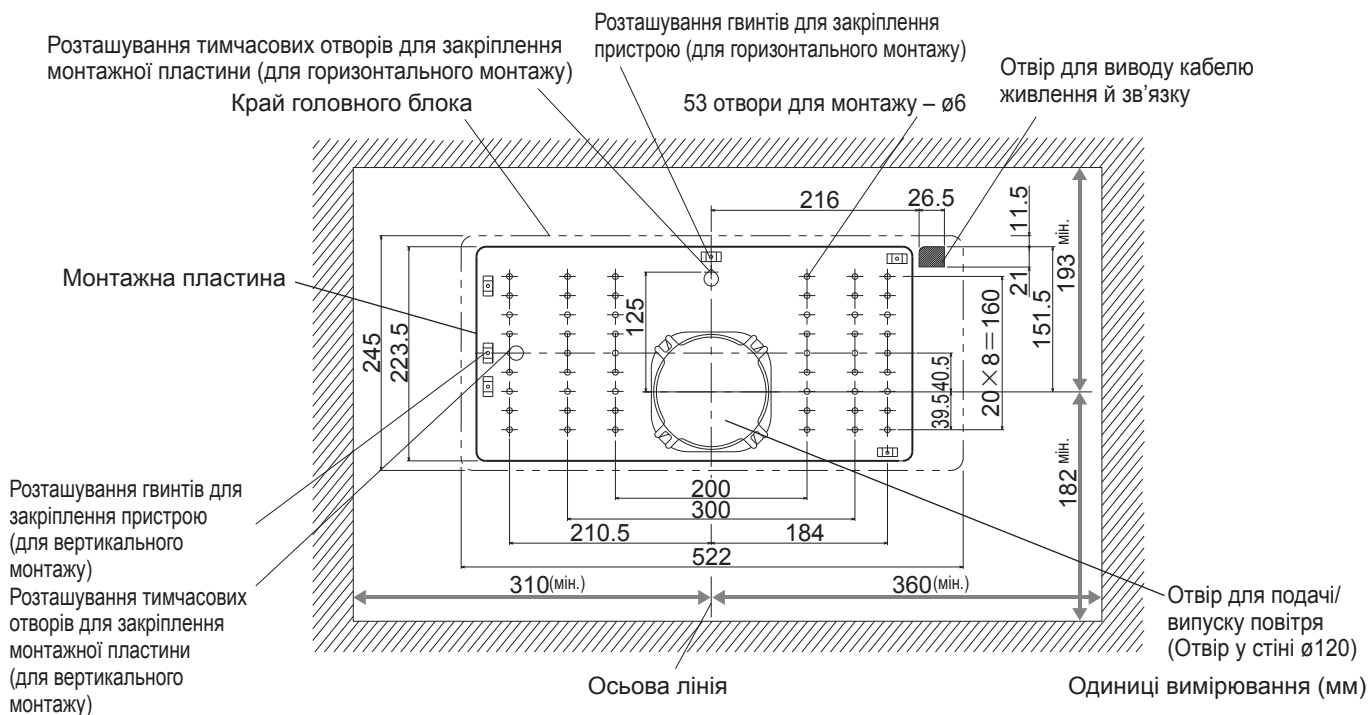 Розташування гвинтів для закріплення
пристрою (для горизонтального монтажу)
Розташування тимчасових отворів для закріплення
монтажної пластини (для горизонтального монтажу)
Отвір для виводу кабелю
живлення й зв’язку
Край головного блока
53 отвори для монтажу – ø6
216
26.5
11.5
193 мін.
Монтажна пластина
21
151.5
125
245
223.5
39.5
40.5
20×8=160
182 мін.
200
300
210.5
184
522
310(мін.)
360(мін.)
Розташування гвинтів для
закріплення пристрою
(для вертикального
монтажу)
Розташування тимчасових
отворів для закріплення
монтажної пластини
(для вертикального
монтажу)
Отвір для подачі/
випуску повітря
(Отвір у стіні ø120)
Осьова лінія
Одиниці вимірювання (мм)